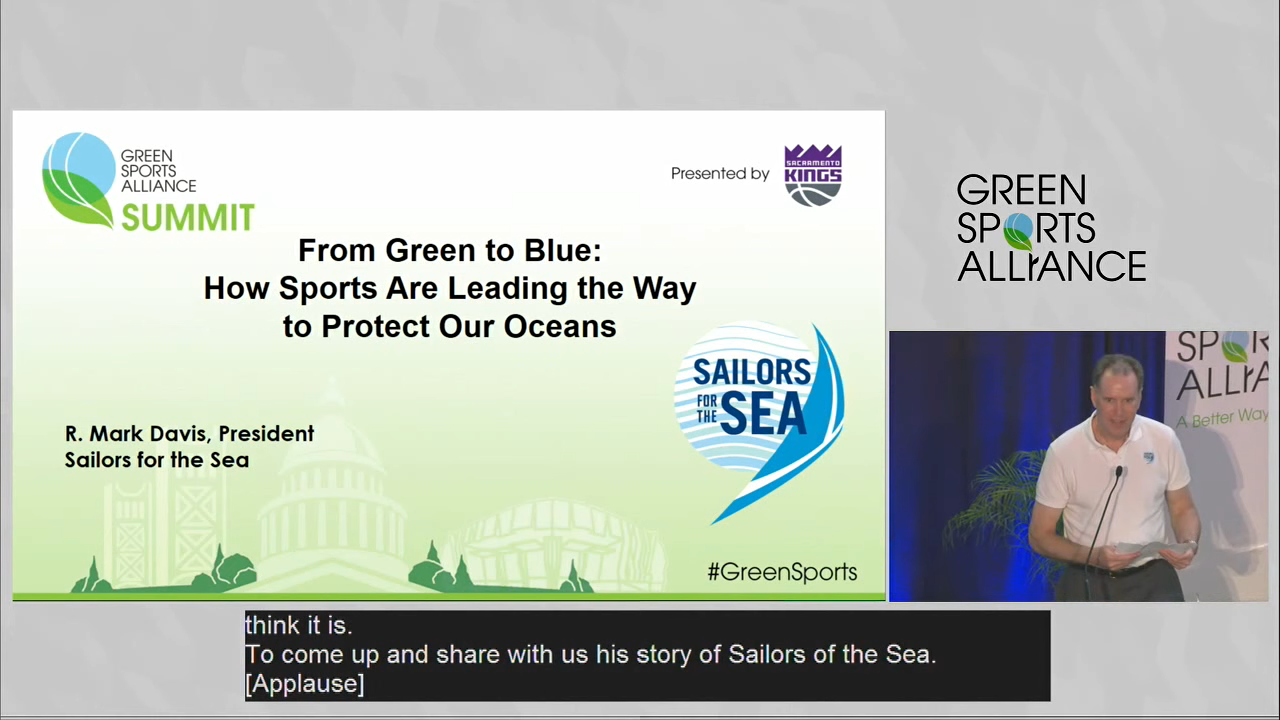 GREEN
SPORTS
ALLIANCE
SUMMIT
Presented by
SACRAMENTO
KINGS
From Green to Blue:
How Sports Are Leading the Way
to Protect Our Oceans
SAILORS
FOR
THE
SEA
R. Mark Davis, President
Sailors for the Sea
#GreenSports
GREEN
SPORTS
ALLIANCE
SPOR
ALLIA
A Better Way
think it is.
To come up and share with us his story of Sailors of the Sea.
[Applause]